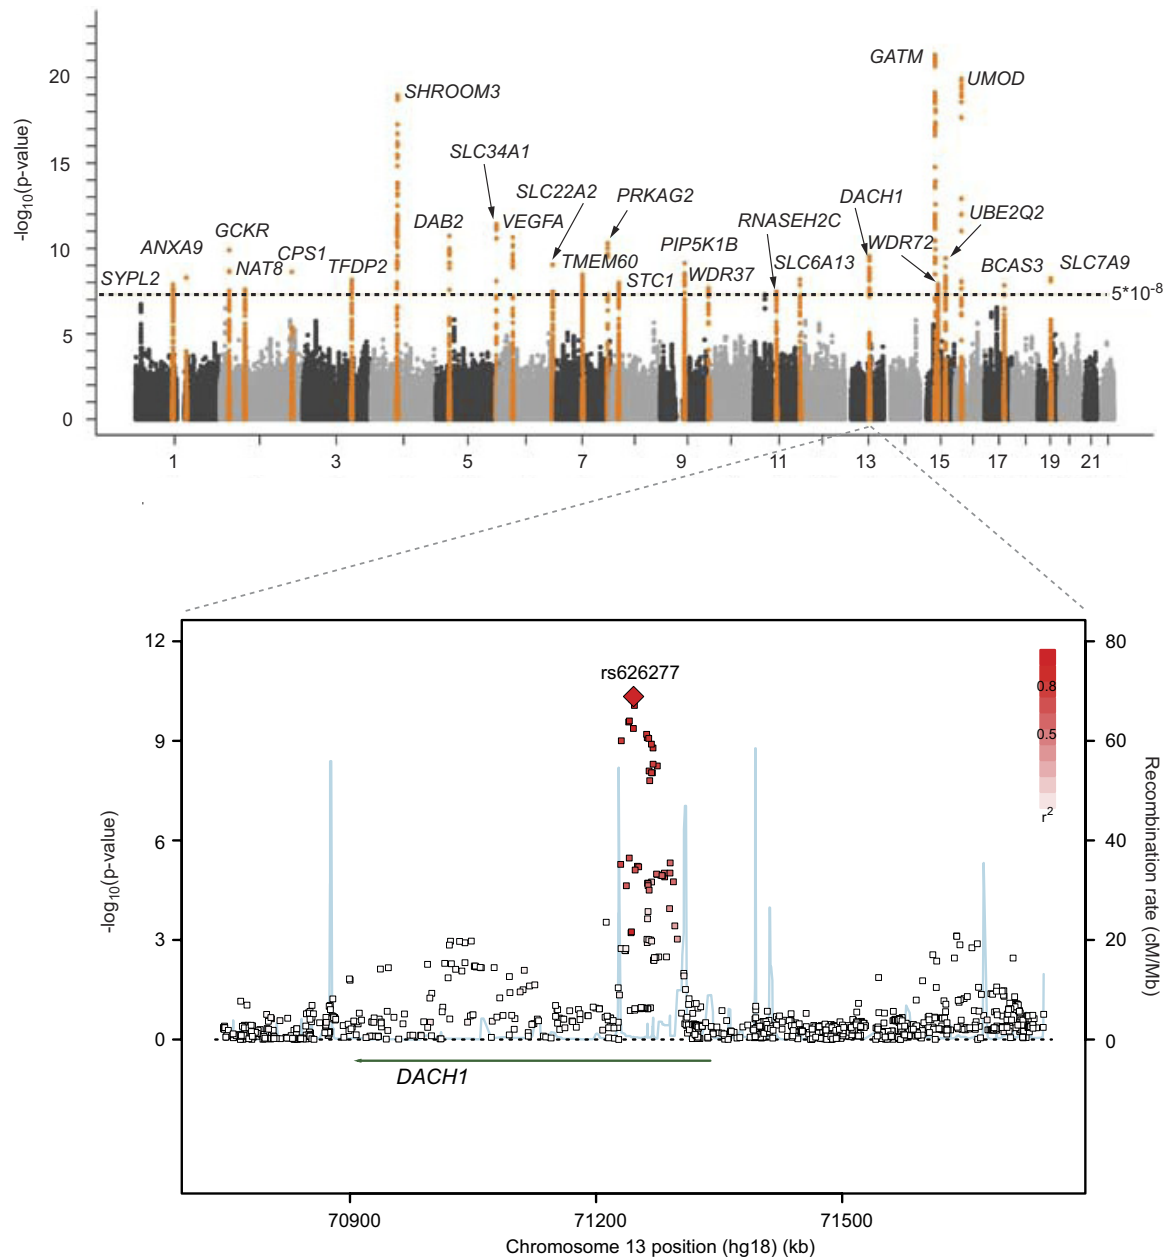 -log10(p-value)
20
15
10
5
0
GATM
UMOD
SHROOM3
SLC34A1
SLC22A2
PRKAG2
DACH1
UBE2Q2
DAB2
VEGFA
RNASEH2C
GCKR
ANXA9
CPS1
PIP5K1B
WDR72
SYPL2
NAT8
TFDP2
TMEM60
STC1
WDR37
SLC6A13
BCAS3
SLC7A9
5*10-8
1
3
5
7
9
11
13
15
17
19
21
rs626277
12
9
6
3
0
-log10(p-value)
80
60
40
20
0
Recombination rate (cM/Mb)
0.8
0.5
r2
DACH1
70900
71200
71500
Chromosome 13 position (hg18) (kb)